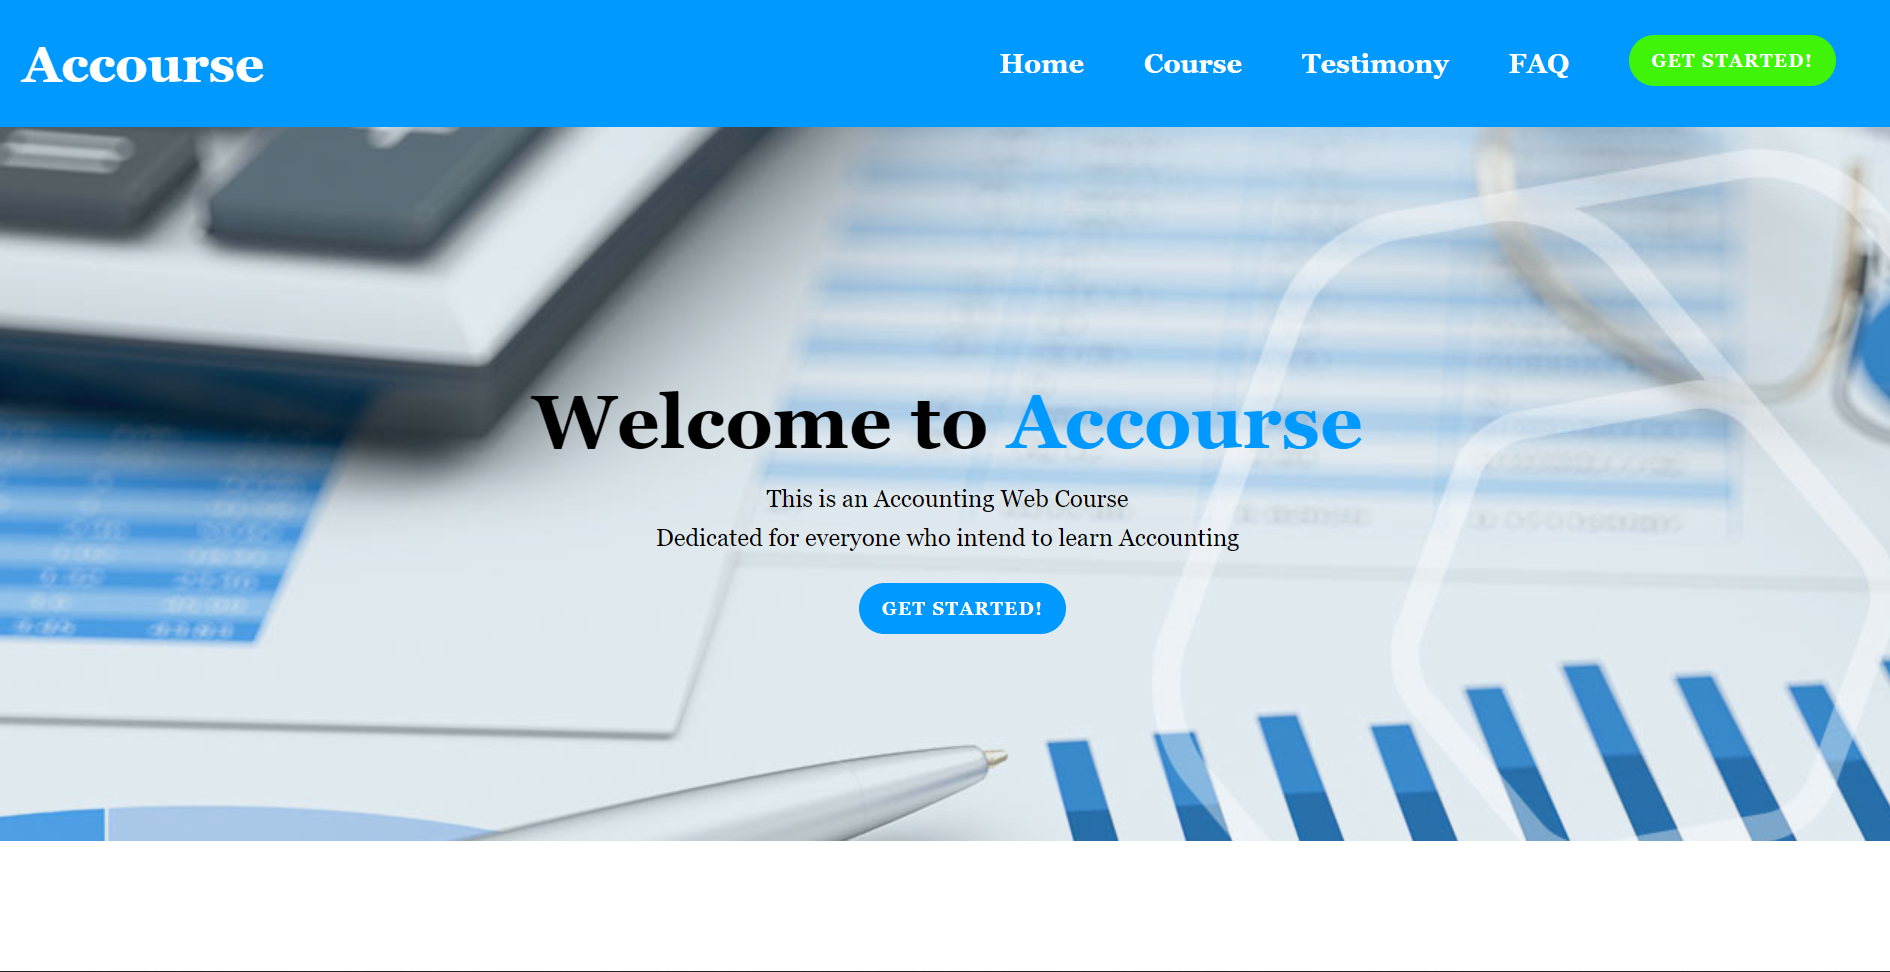 Accourse
Home
Course
Testimony
FAQ
GET STARTED!
Welcome to Accourse
This is an Accounting Web Course
Dedicated for everyone who intend to learn Accounting
GET STARTED!